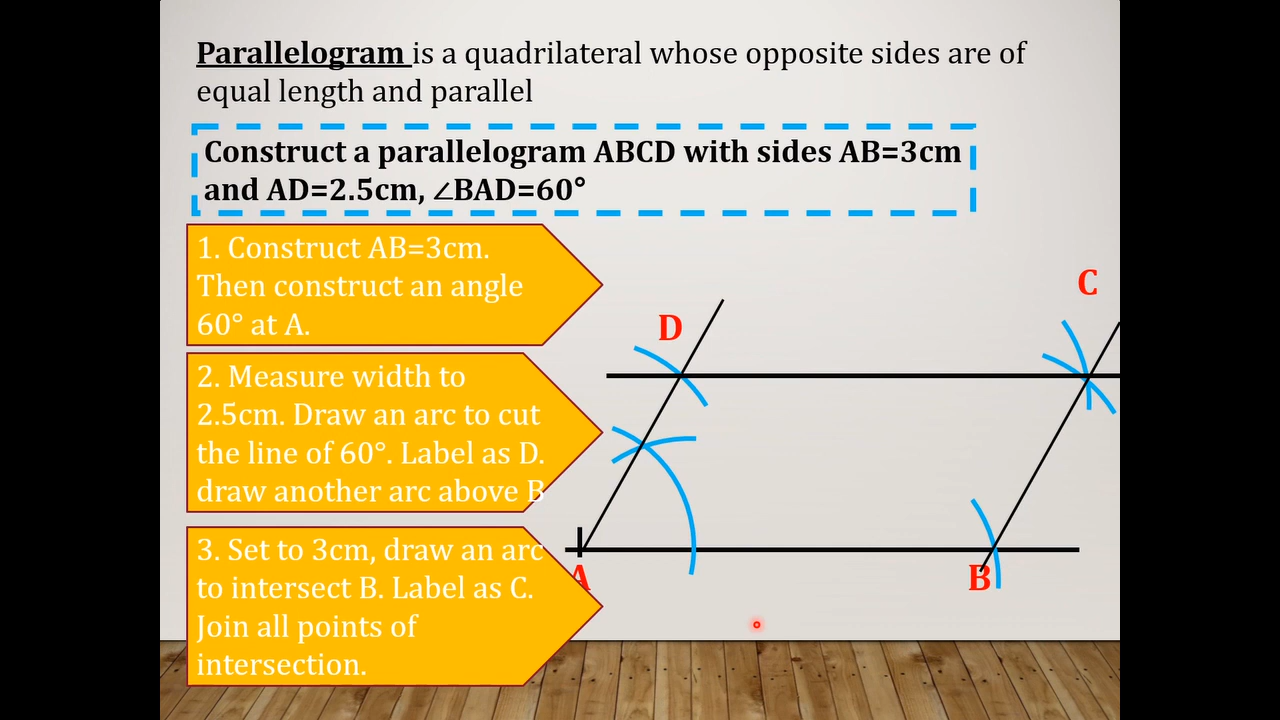 Parallelogram is a quadrilateral whose opposite sides are of
equal length and parallel
Construct a parallelogram ABCD with sides AB=3cm
and AD=2.5cm, ∠BAD=60°
1. Construct AB=3cm.
Then construct an angle
60° at A.
2. Measure width to
2.5cm. Draw an arc to cut
the line of 60°. Label as D.
draw another arc above B
3. Set to 3cm, draw an arc
to intersect B. Label as C.
Join all points of
intersection.
C
D
A
B